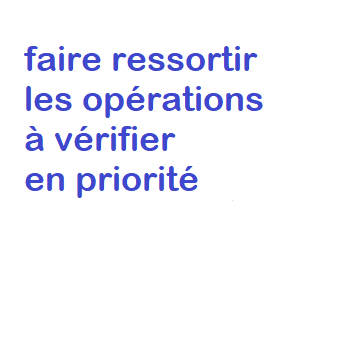 faire ressortir
les opérations
à vérifier
en priorité